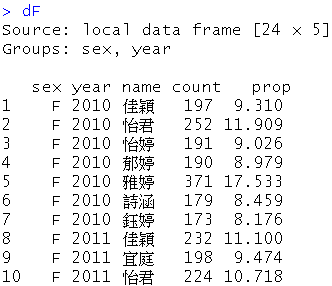 > dF
Source: local data frame [24 x 5]
Groups: sex, year
sex year name count prop
1 F 2010 佳穎 197 9.310
2 F 2010 怡君 252 11.909
3 F 2010 怡婷 191 9.026
4 F 2010 郁婷 190 8.979
5 F 2010 雅婷 371 17.533
6 F 2010 詩涵 179 8.459
7 F 2010 鈺婷 173 8.176
8 F 2011 佳穎 232 11.100
9 F 2011 宜庭 198 9.474
10 F 2011 怡君 224 10.718